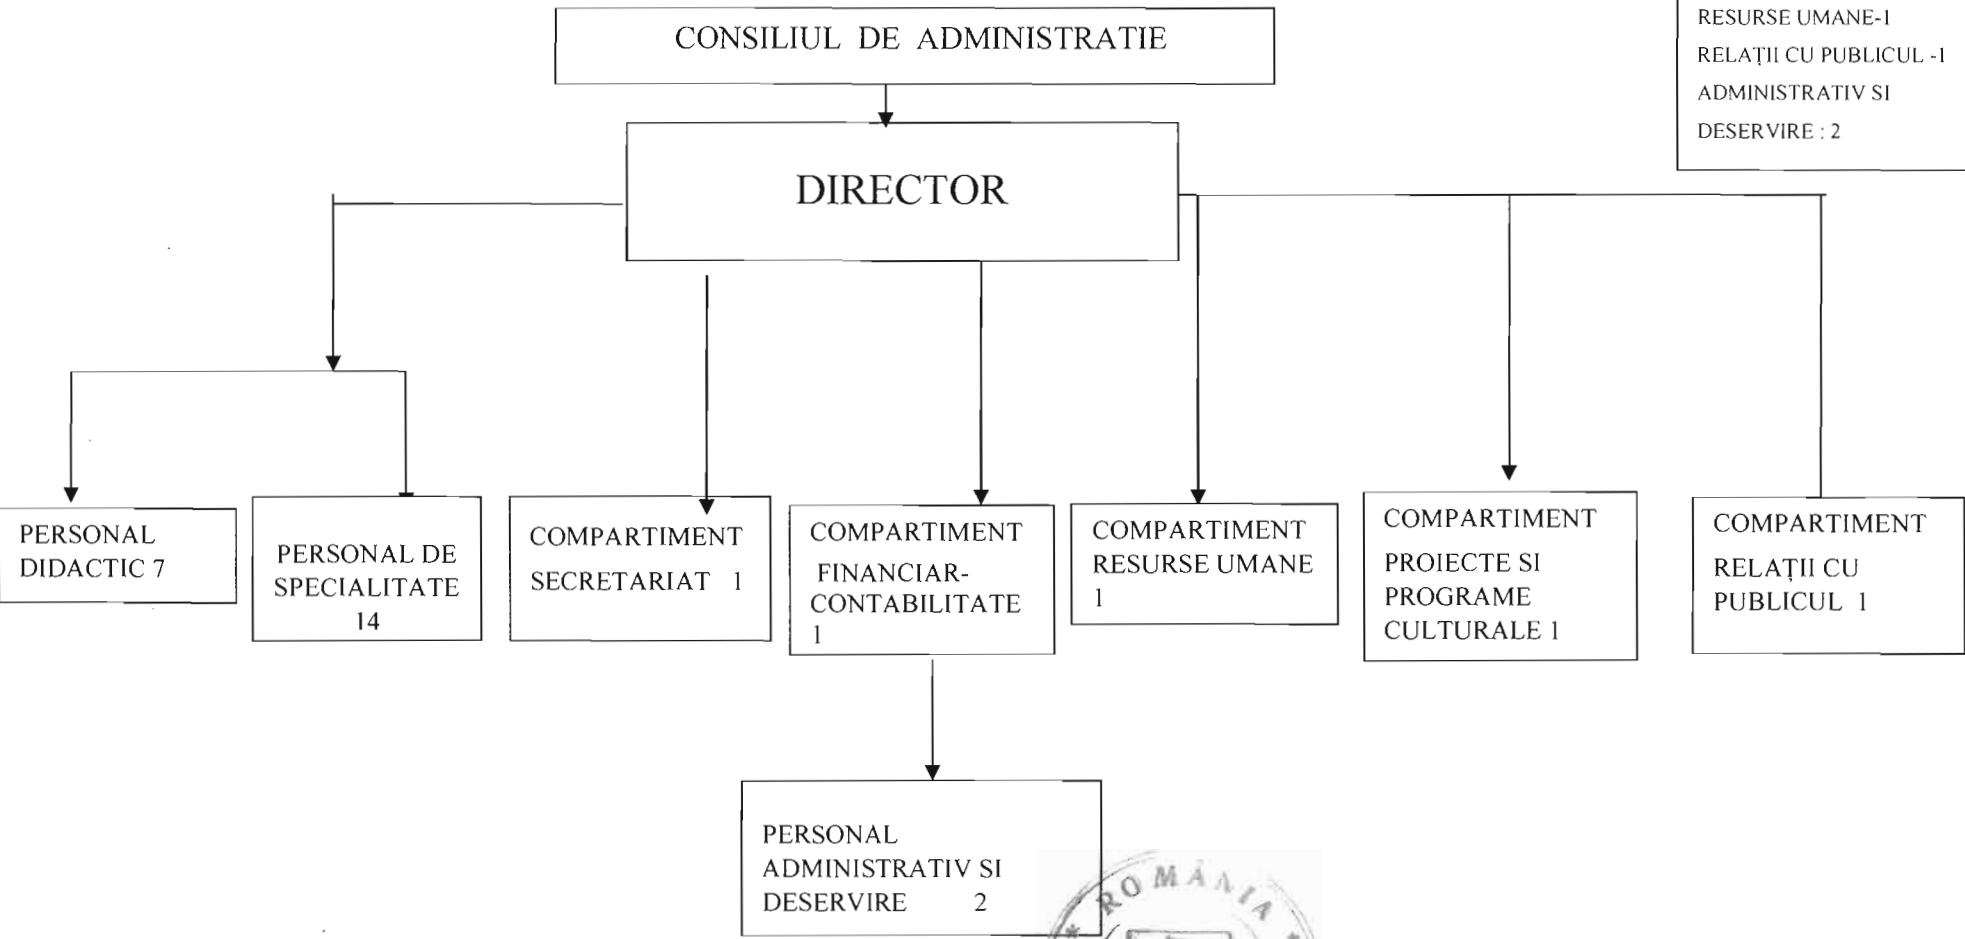 CONSILIUL DE ADMINISTRATIE
RESURSE UMANE-1
RELAȚII CU PUBLICUL -1
ADMINISTRATIV SI
DESERVIRE : 2
DIRECTOR
PERSONAL
DIDACTIC 7
PERSONAL DE
SPECIALITATE
14
COMPARTIMENT
SECRETARIAT 1
COMPARTIMENT
FINANCIAR-
CONTABILITATE
1
COMPARTIMENT
RESURSE UMANE
1
COMPARTIMENT
PROIECTE SI
PROGRAME
CULTURALE 1
COMPARTIMENT
RELAȚII CU
PUBLICUL 1
PERSONAL
ADMINISTRATIV SI
DESERVIRE 2
* ROMÂNIA *